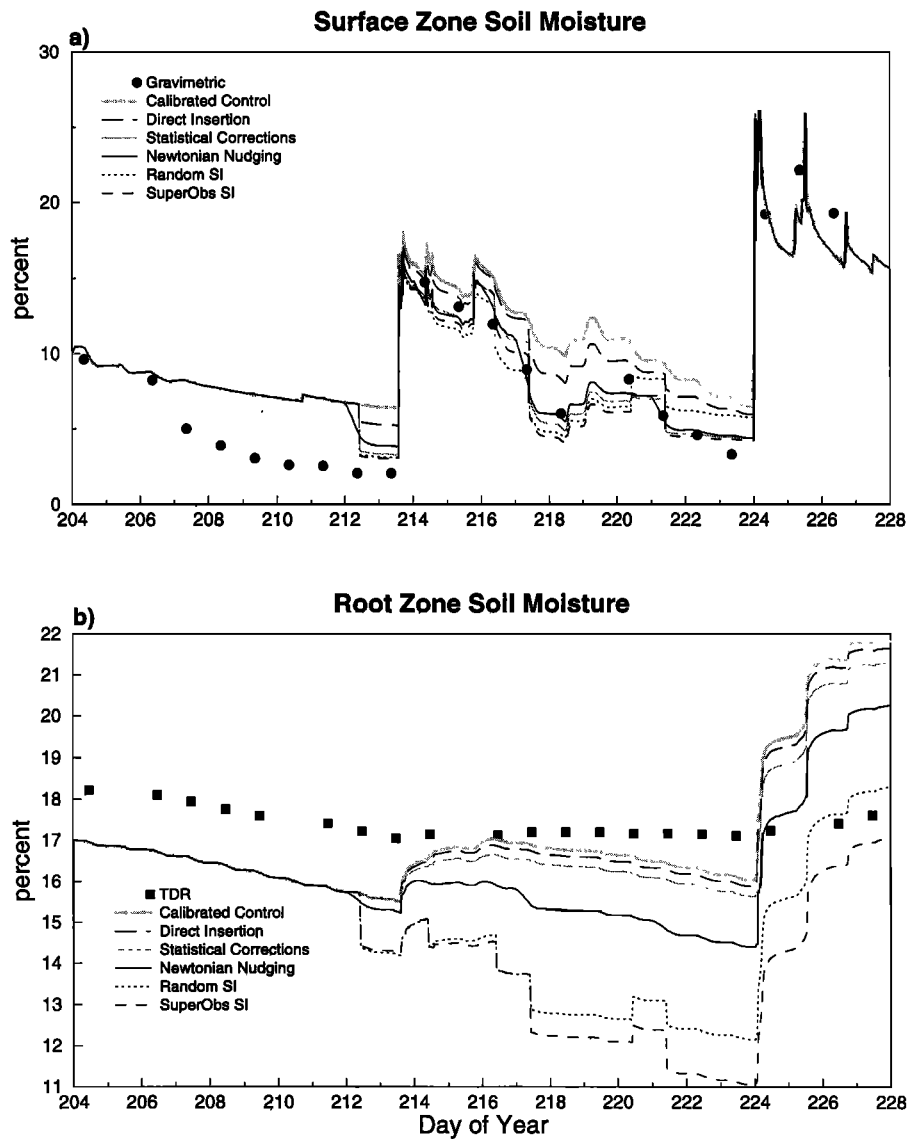 Surface Zone Soil Moisture
a)
30
20
10
0
percent
Gravimetric
Calibrated Control
Direct Insertion
Statistical Corrections
Newtonian Nudging
Random SI
SuperObs SI
204 206 208 210 212 214 216 218 220 222 224 226 228
Root Zone Soil Moisture
b)
22
21
20
19
18
17
16
15
14
13
12
11
percent
TDR
Calibrated Control
Direct Insertion
Statistical Corrections
Newtonian Nudging
Random SI
SuperObs SI
204 206 208 210 212 214 216 218 220 222 224 226 228
Day of Year